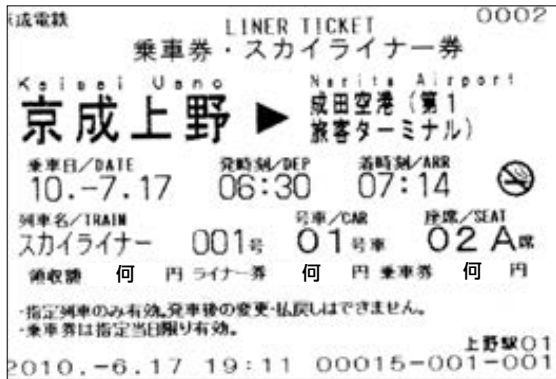 京成電鉄 LINER TICKET 0002
乗車券・スカイライナー券
Keisei Ueno Narita Airport
京成上野 ▶ 成田空港(第1
旅客ターミナル)
乗車日/DATE 発時刻/DEP 着時刻/ARR
10.-7.17 06:30 07:14
列車名/TRAIN 号車/CAR 座席/SEAT
スカイライナー 001号 01号車 02A席
領収額 何 円 ライナー券 何 円 乗車券 何 円
・指定列車のみ有効。発車後の変更・払戻しはできません。
・乗車券は指定当日限り有効。
上野駅01
2010.-6.17 19:11 00015-001-001